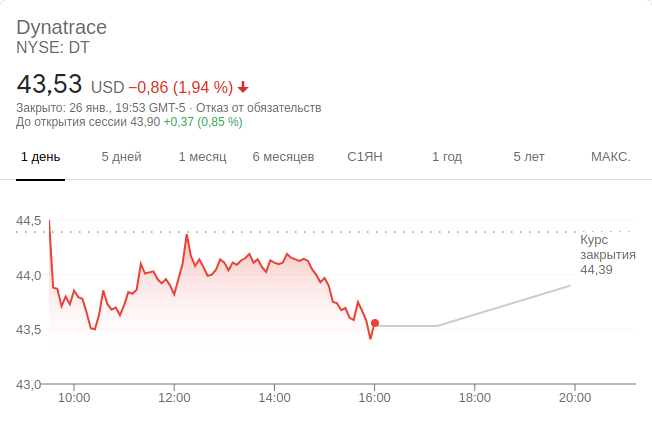 Dynatrace
NYSE: DT
43,53 USD −0,86 (1,94 %)
Закрыто: 26 янв., 19:53 GMT-5 · Отказ от обязательств
До открытия сессии 43,90 +0,37 (0,85 %)
1 день 5 дней 1 месяц 6 месяцев С1ЯН 1 год 5 лет МАКС.
44,5
Курс
закрытия
44,39
44,0
43,5
43,0
10:00 12:00 14:00 16:00 18:00 20:00